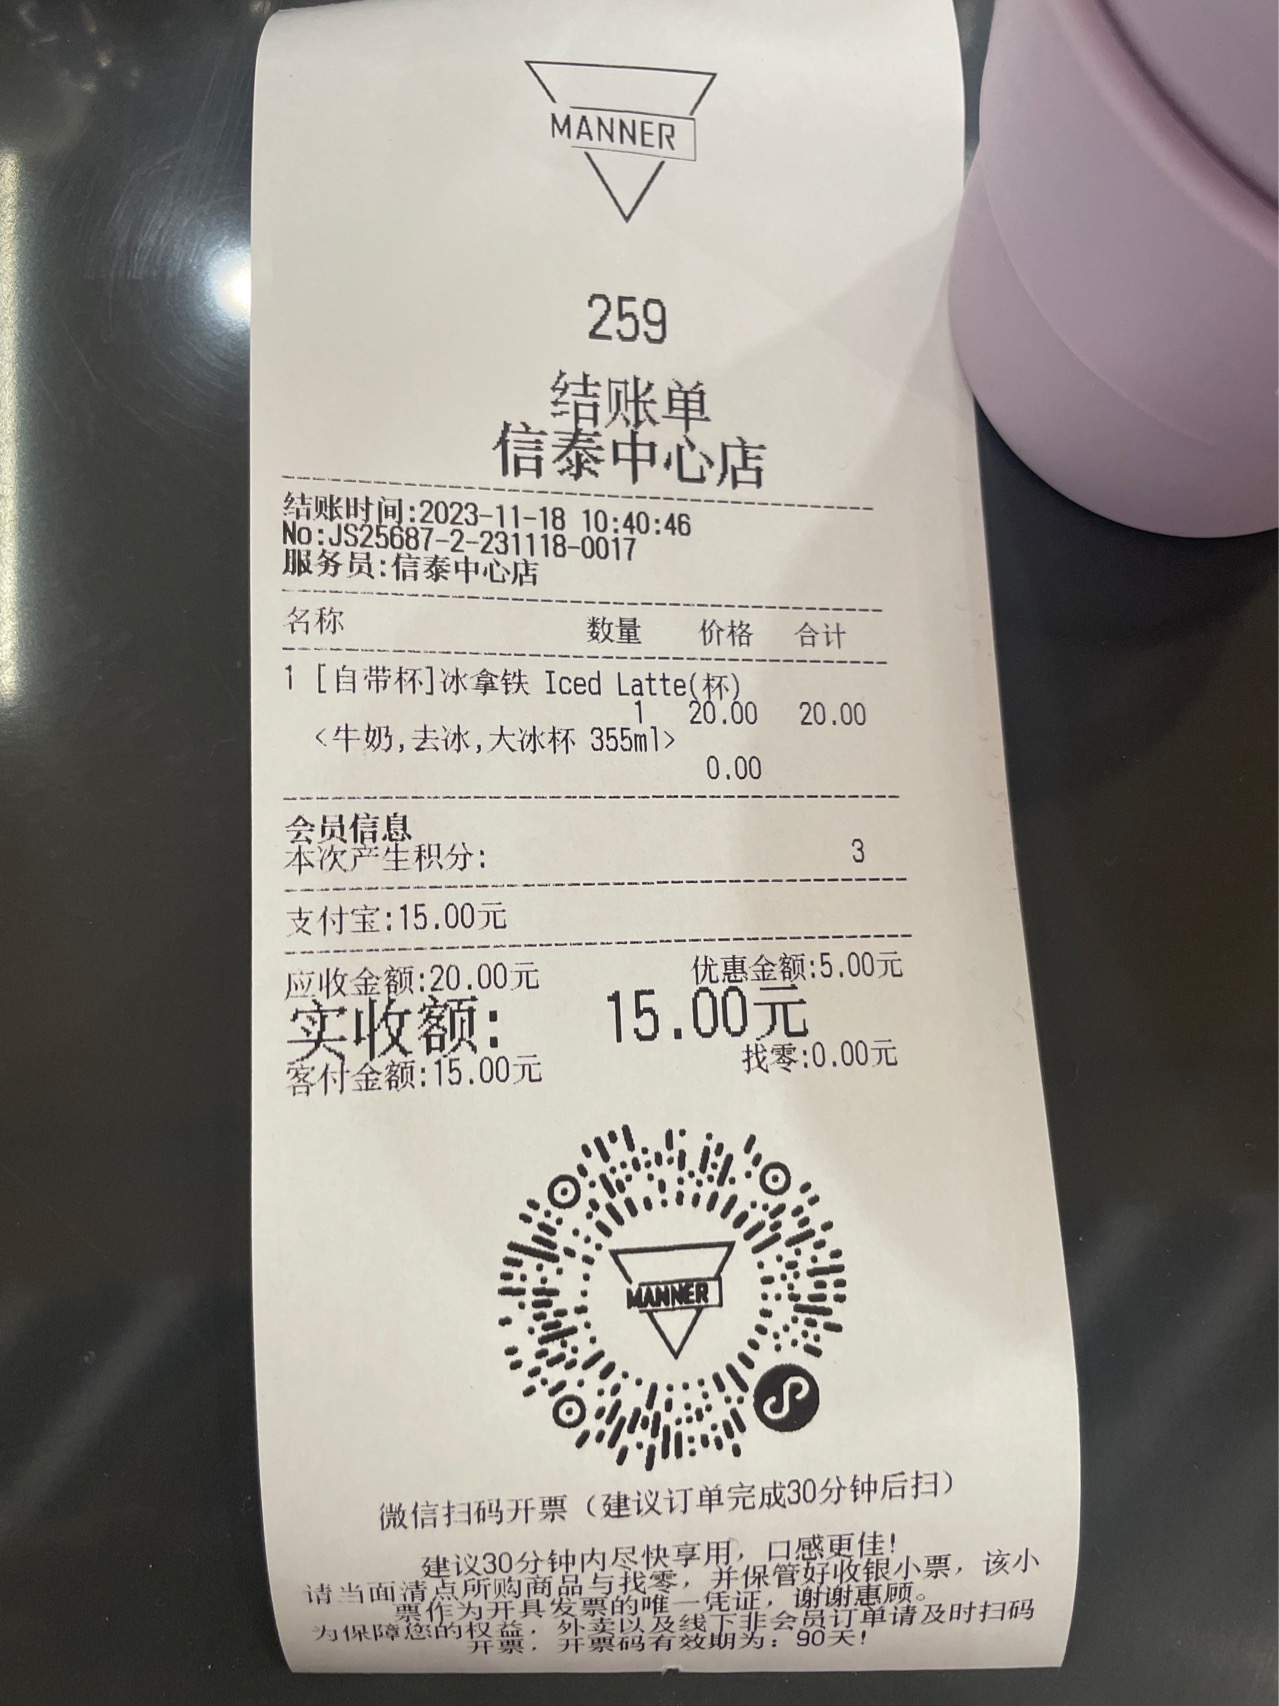 MANNER
259
结账单
信泰中心店
结账时间:2023-11-18 10:40:46
No:JS25687-2-231118-0017
服务员:信泰中心店
名称 数量 价格 合计
1 [自带杯]冰拿铁 Iced Latte(杯)
1 20.00 20.00
<牛奶,去冰,大冰杯 355ml>
0.00
会员信息
本次产生积分: 3
支付宝:15.00元
应收金额:20.00元 优惠金额:5.00元
实收额: 15.00元
客付金额:15.00元 找零:0.00元
MANNER
微信扫码开票（建议订单完成30分钟后扫）
建议30分钟内尽快享用，口感更佳!
请当面清点所购商品与找零，并保管好收银小票，该小
票作为开具发票的唯一凭证，谢谢惠顾。
为保障您的权益，外卖以及线下非会员订单请及时扫码
开票，开票码有效期为：90天!